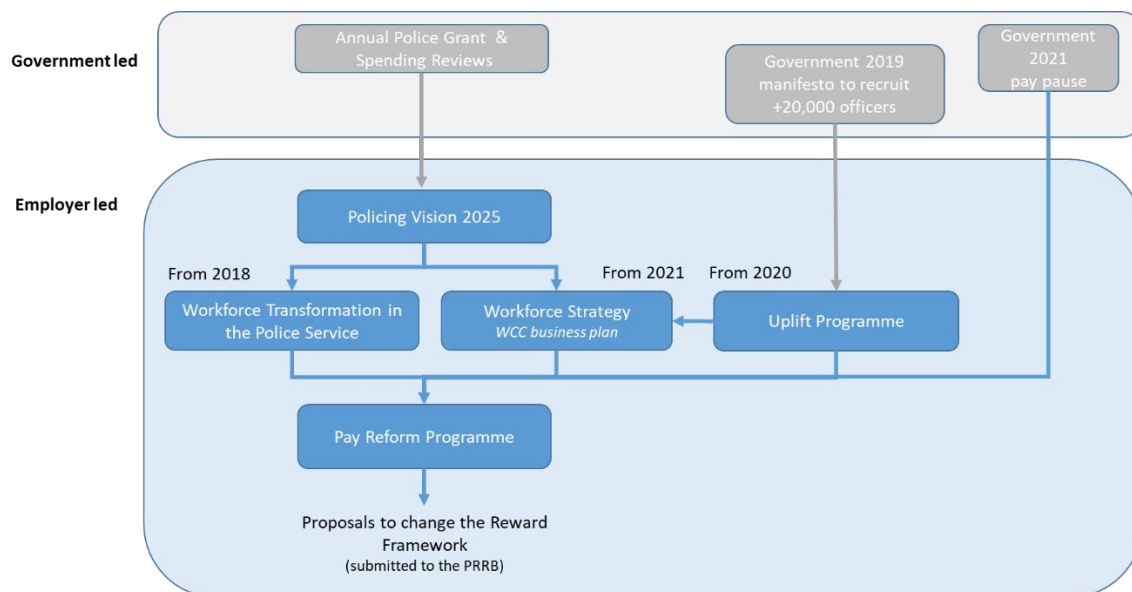 Government led
Annual Police Grant &
Spending Reviews
Government 2019
manifesto to recruit
+20,000 officers
Government
2021
pay pause
Employer led
Policing Vision 2025
From 2018
From 2021
From 2020
Workforce Transformation in
the Police Service
Workforce Strategy
WCC business plan
Uplift Programme
Pay Reform Programme
Proposals to change the Reward
Framework
(submitted to the PRRB)